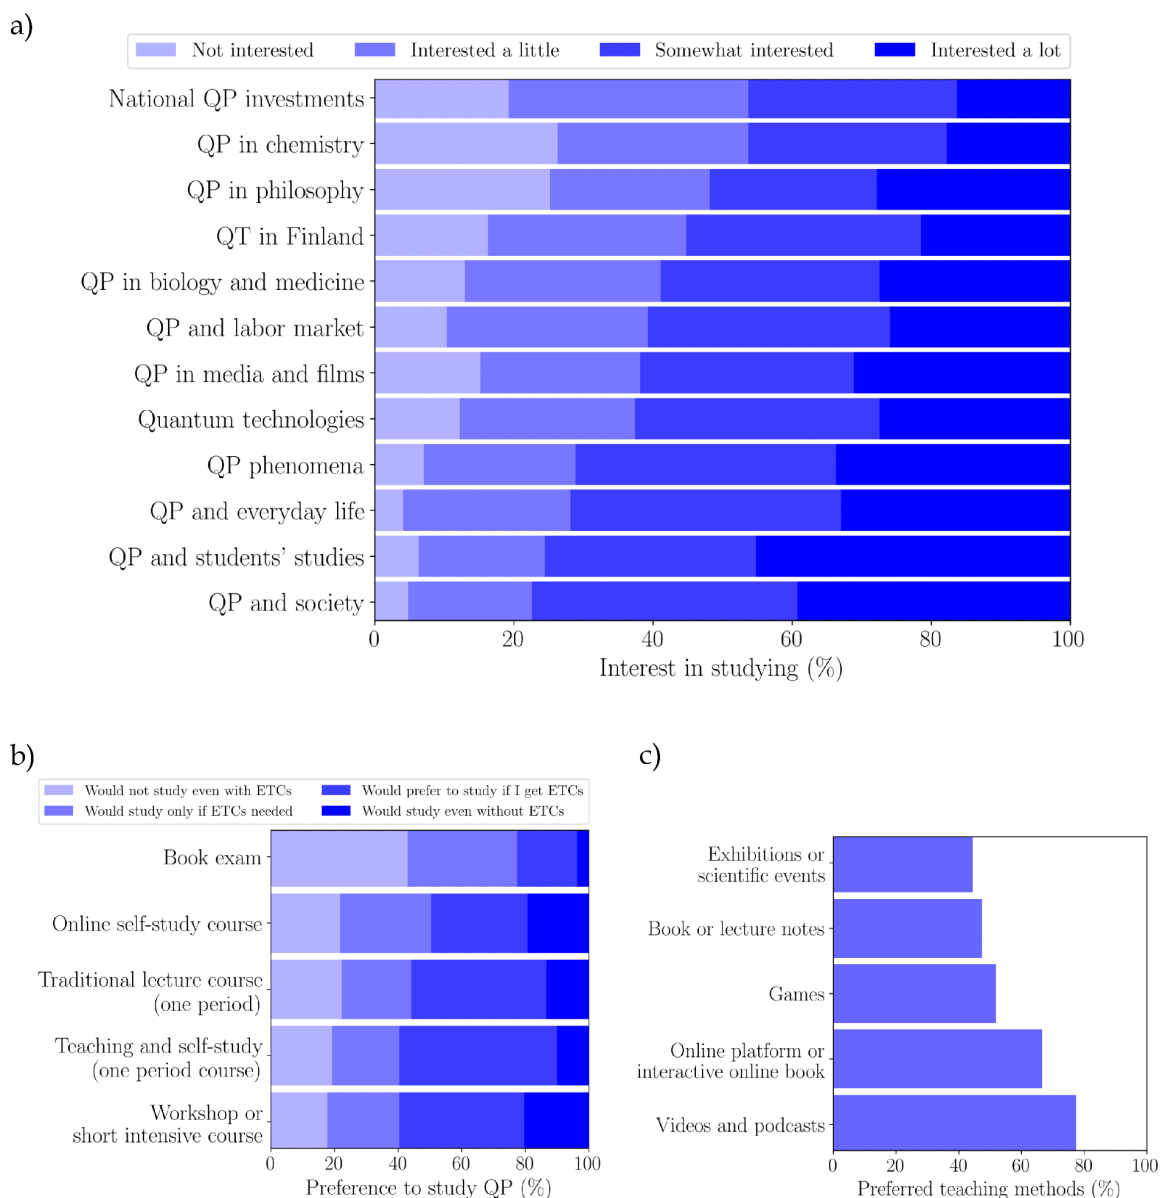 a)
Not interested
Interested a little
Somewhat interested
Interested a lot
National QP investments
QP in chemistry
QP in philosophy
QT in Finland
QP in biology and medicine
QP and labor market
QP in media and films
Quantum technologies
QP phenomena
QP and everyday life
QP and students' studies
QP and society
0 20 40 60 80 100
Interest in studying (%)
b)
Would not study even with ETCs
Would prefer to study if I get ETCs
Would study only if ETCs needed
Would study even without ETCs
Book exam
Online self-study course
Traditional lecture course
(one period)
Teaching and self-study
(one period course)
Workshop or
short intensive course
0 20 40 60 80 100
Preference to study QP (%)
c)
Exhibitions or
scientific events
Book or lecture notes
Games
Online platform or
interactive online book
Videos and podcasts
0 20 40 60 80 100
Preferred teaching methods (%)